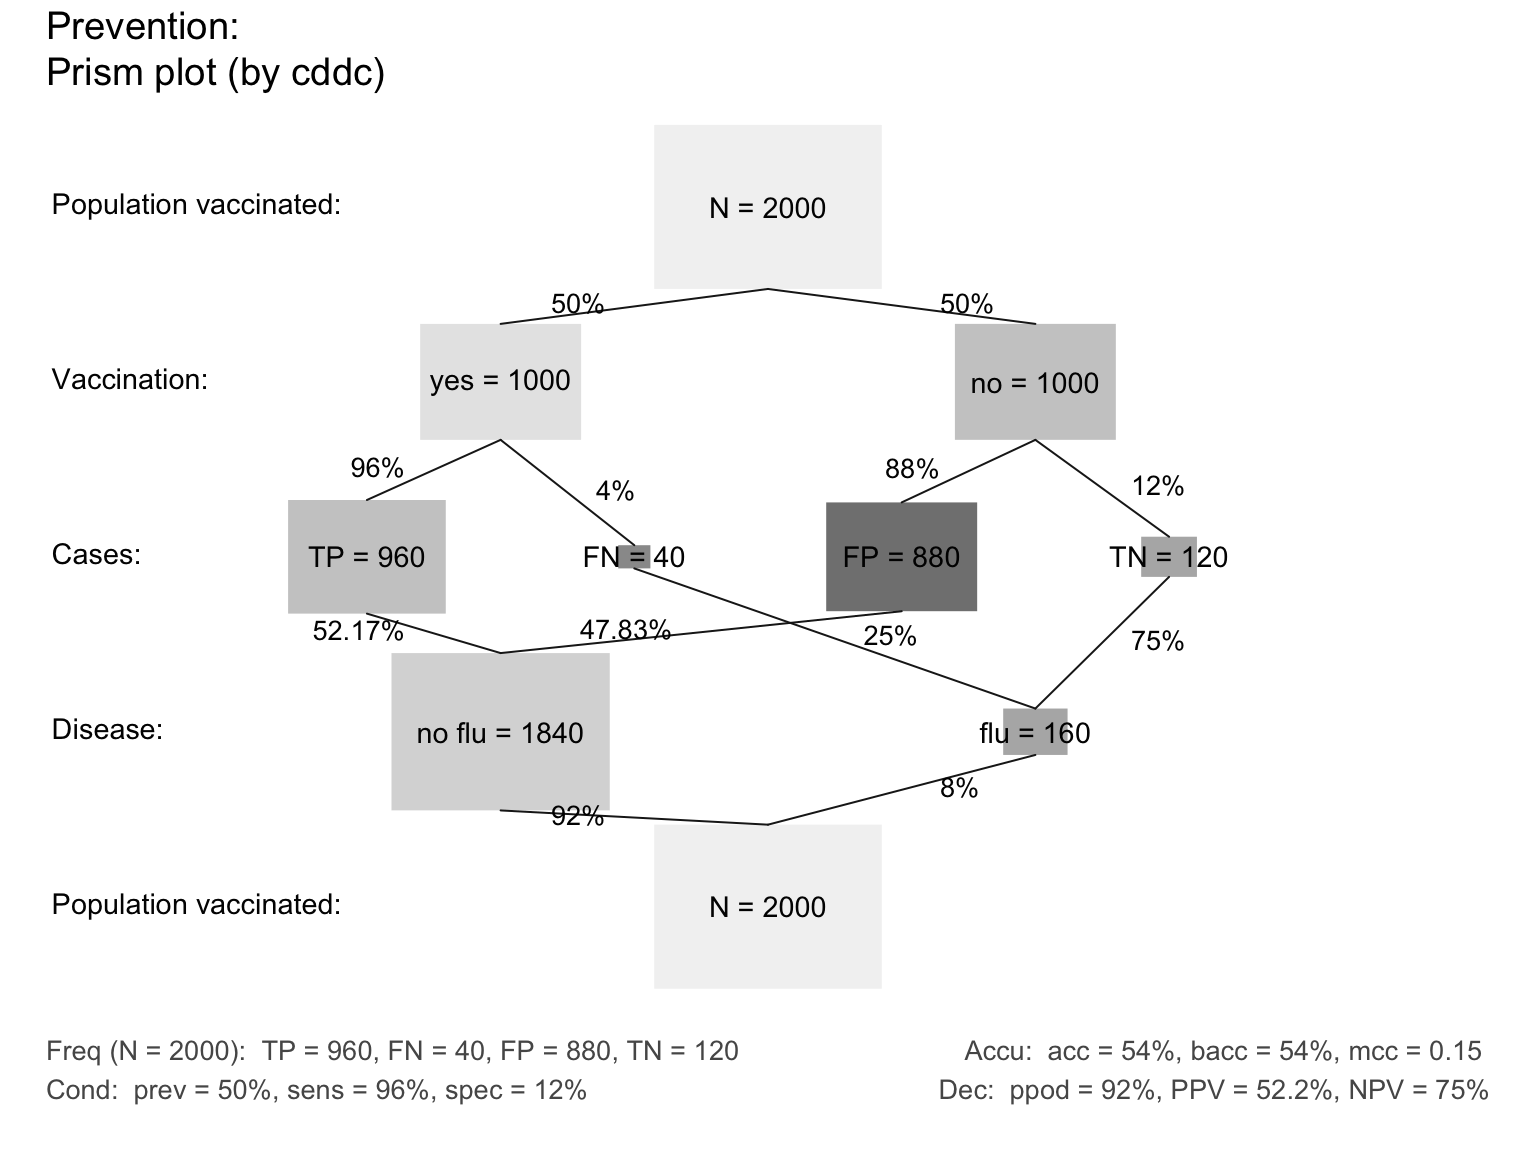 Prevention:
Prism plot (by cddc)
Population vaccinated:
N = 2000
50%
50%
Vaccination:
yes = 1000
no = 1000
96%
4%
88%
12%
Cases:
TP = 960
FN = 40
FP = 880
TN = 120
52.17%
47.83%
25%
75%
Disease:
no flu = 1840
flu = 160
92%
8%
Population vaccinated:
N = 2000
Freq (N = 2000):  TP = 960, FN = 40, FP = 880, TN = 120
Accu:  acc = 54%, bacc = 54%, mcc = 0.15
Cond:  prev = 50%, sens = 96%, spec = 12%
Dec:  ppod = 92%, PPV = 52.2%, NPV = 75%